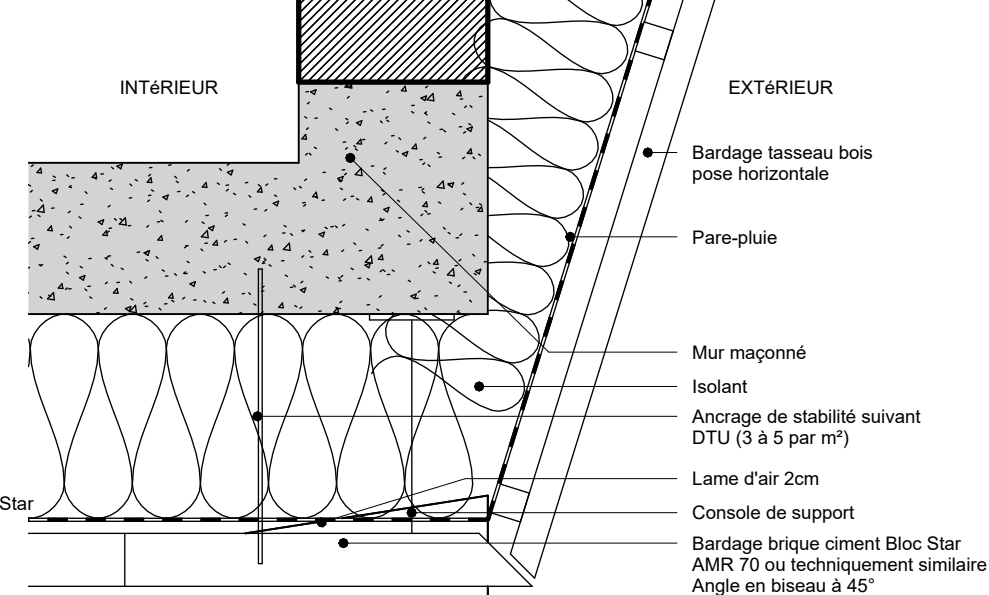 INTéRIEUR
EXTéRIEUR
Bardage tasseau bois
pose horizontale
Pare-pluie
Mur maçonné
Isolant
Ancrage de stabilité suivant
DTU (3 à 5 par m²)
Lame d'air 2cm
Star
Console de support
Bardage brique ciment Bloc Star
AMR 70 ou techniquement similaire
Angle en biseau à 45°